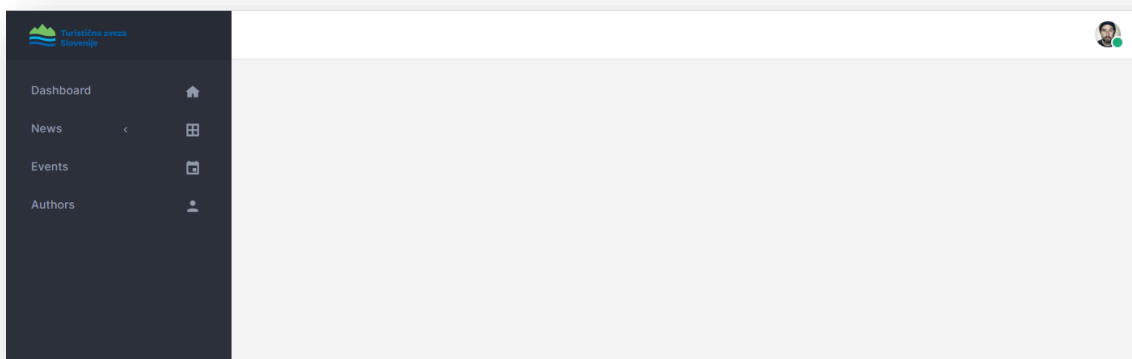 Turistična zveza
Slovenije
Dashboard
News
Events
Authors